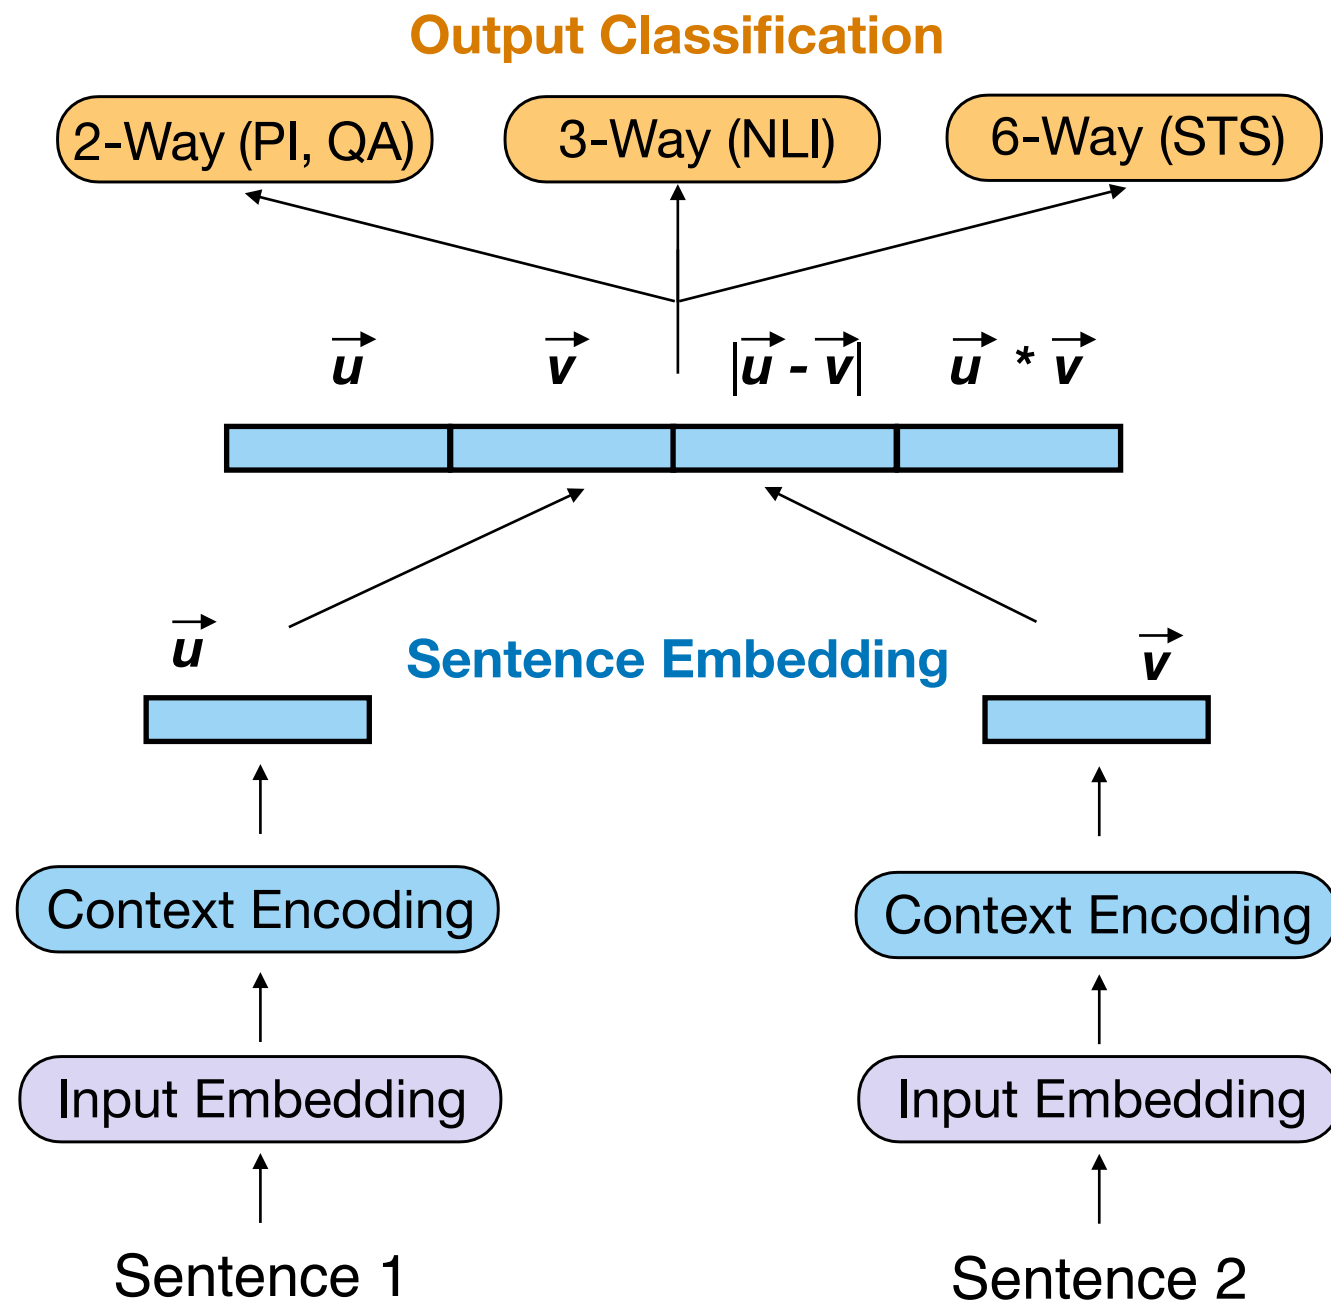 Output Classification
2-Way (PI, QA) 3-Way (NLI) 6-Way (STS)
u v |u - v| u * v
u Sentence Embedding v
Context Encoding Context Encoding
Input Embedding Input Embedding
Sentence 1 Sentence 2